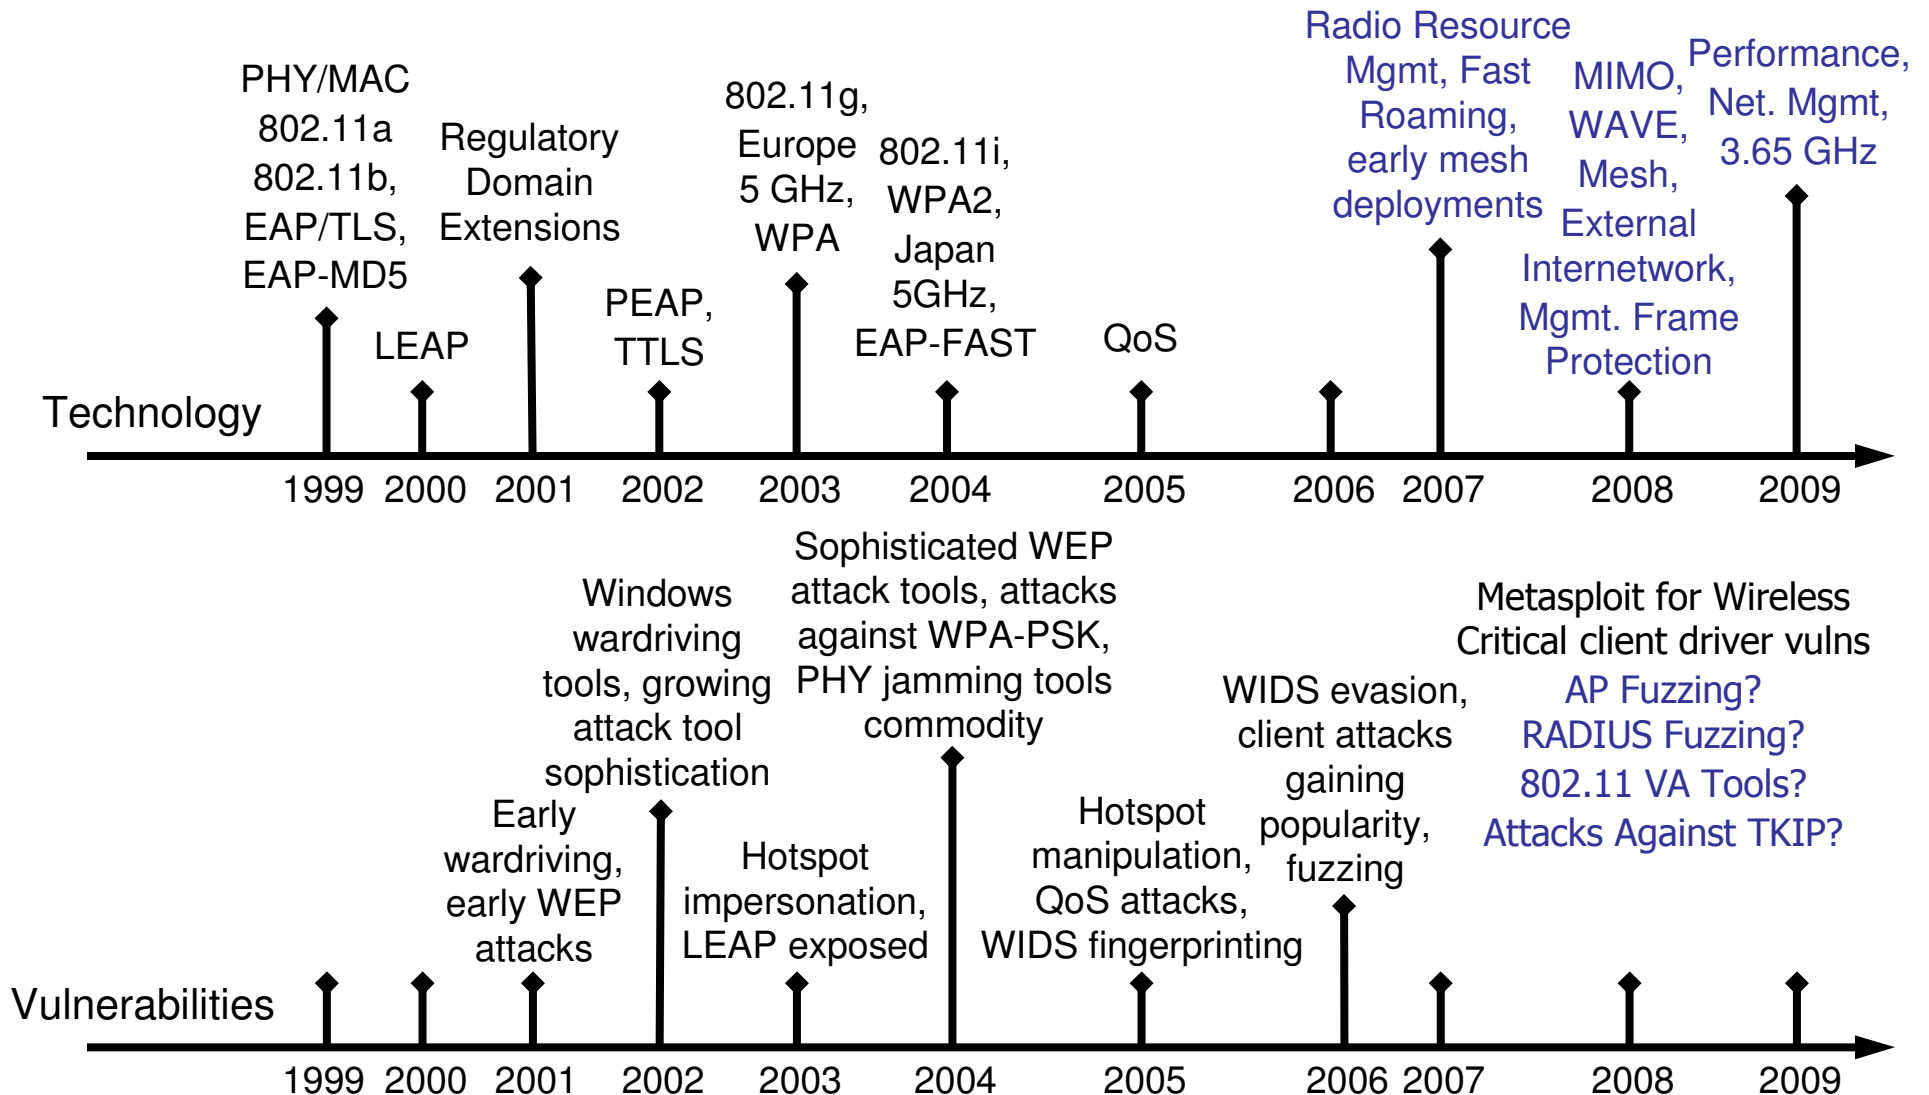 PHY/MAC
802.11a
802.11b,
EAP/TLS,
EAP-MD5
LEAP
Regulatory
Domain
Extensions
PEAP,
TTLS
802.11g,
Europe
5 GHz,
WPA
802.11i,
WPA2,
Japan
5GHz,
EAP-FAST
QoS
Radio Resource
Mgmt, Fast
Roaming,
early mesh
deployments
MIMO,
WAVE,
Mesh,
External
Internetwork,
Mgmt. Frame
Protection
Performance,
Net. Mgmt,
3.65 GHz
Technology
1999 2000 2001 2002 2003 2004 2005 2006 2007 2008 2009
Early
wardriving,
early WEP
attacks
Windows
wardriving
tools, growing
attack tool
sophistication
Hotspot
impersonation,
LEAP exposed
Sophisticated WEP
attack tools, attacks
against WPA-PSK,
PHY jamming tools
commodity
Hotspot
manipulation,
QoS attacks,
WIDS fingerprinting
WIDS evasion,
client attacks
gaining
popularity,
fuzzing
Metasploit for Wireless
Critical client driver vulns
AP Fuzzing?
RADIUS Fuzzing?
802.11 VA Tools?
Attacks Against TKIP?
Vulnerabilities
1999 2000 2001 2002 2003 2004 2005 2006 2007 2008 2009